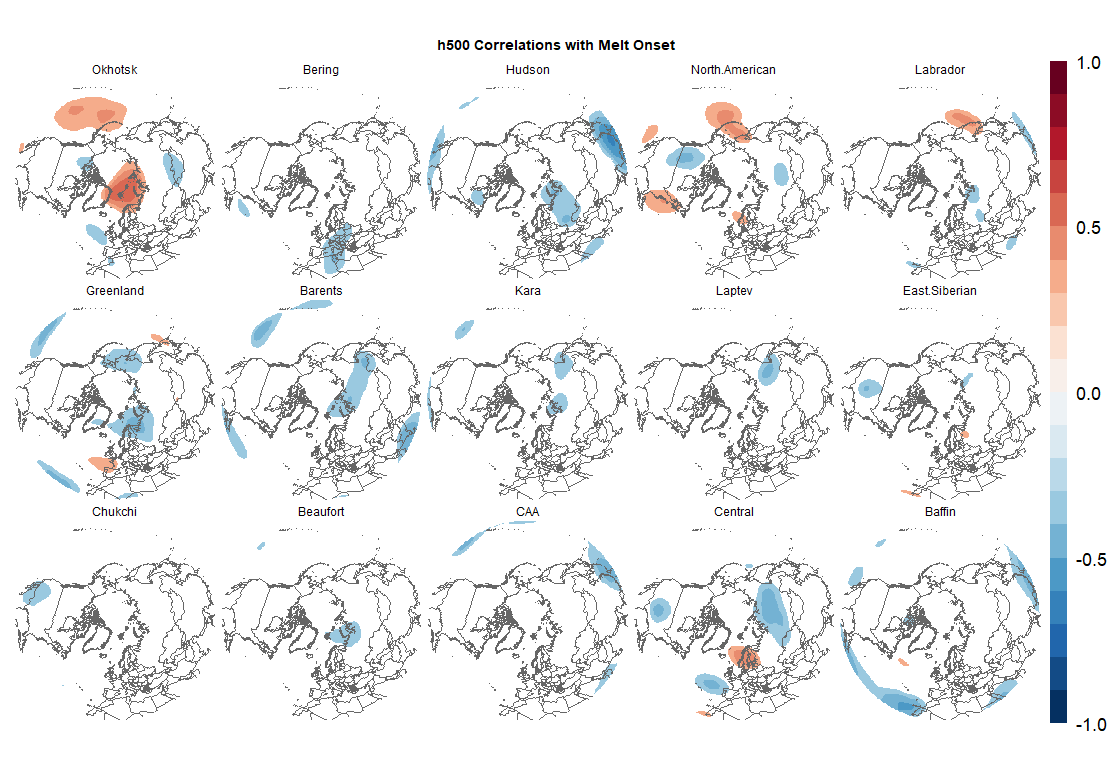 h500 Correlations with Melt Onset
Okhotsk
Bering
Hudson
North.American
Labrador
Greenland
Barents
Kara
Laptev
East.Siberian
Chukchi
Beaufort
CAA
Central
Baffin
1.0
0.5
0.0
-0.5
-1.0